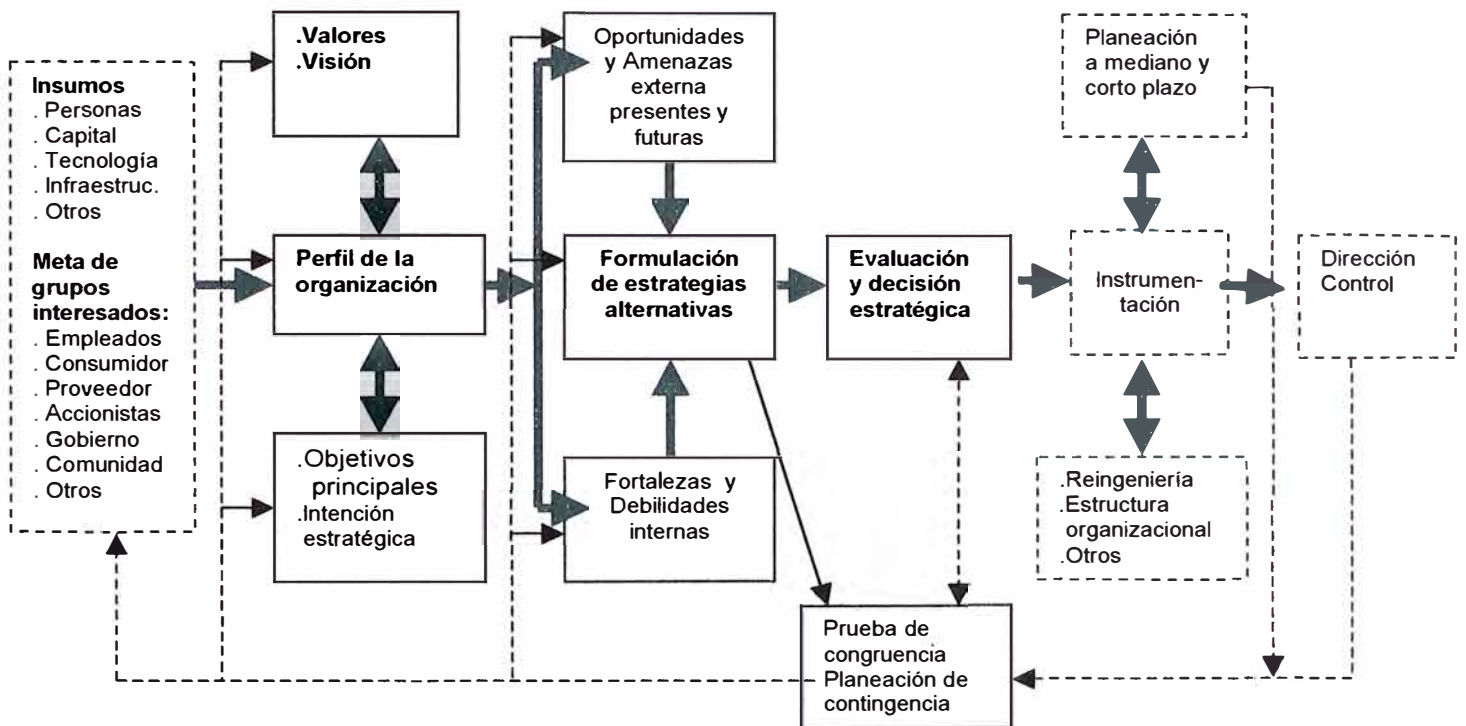 Insumos
. Personas
. Capital
. Tecnología
. Infraestruc.
. Otros
Meta de
grupos
interesados:
. Empleados
. Consumidor
. Proveedor
. Accionistas
. Gobierno
. Comunidad
. Otros
.Valores
.Visión
Perfil de la
organización
.Objetivos
principales
.Intención
estratégica
Oportunidades
y Amenazas
externa
presentes y
futuras
Formulación
de estrategias
alternativas
Fortalezas y
Debilidades
internas
Evaluación
y decisión
estratégica
Prueba de
congruencia
Planeación de
contingencia
Planeación
a mediano y
corto plazo
Instrumen-
tación
.Reingeniería
.Estructura
organizacional
.Otros
Dirección
Control